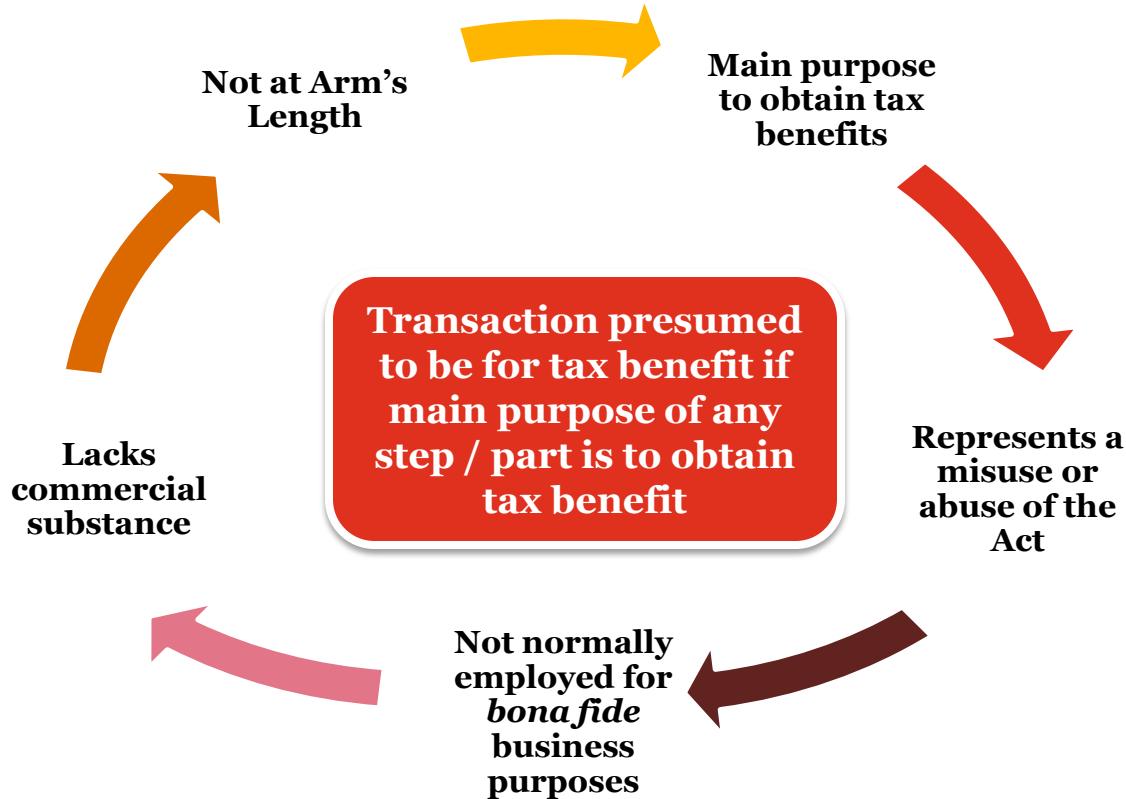 Not at Arm’s
Length
Main purpose
to obtain tax
benefits
Transaction presumed
to be for tax benefit if
main purpose of any
step / part is to obtain
tax benefit
Represents a
misuse or
abuse of the
Act
Not normally
employed for
bona fide
business
purposes
Lacks
commercial
substance